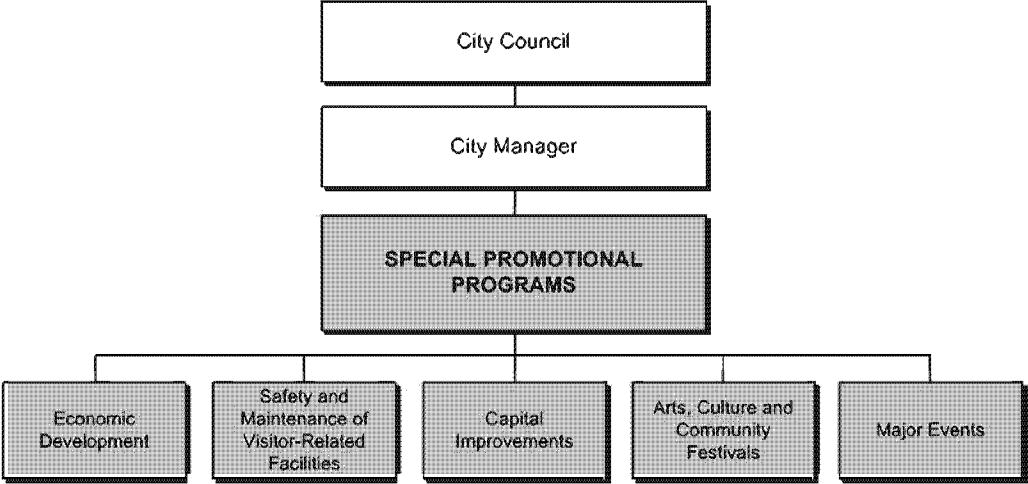 City Council
City Manager
SPECIAL PROMOTIONAL
PROGRAMS
Economic
Development
Safety and
Maintenance of
Visitor-Related
Facilities
Capital
Improvements
Arts, Culture and
Community
Festivals
Major Events